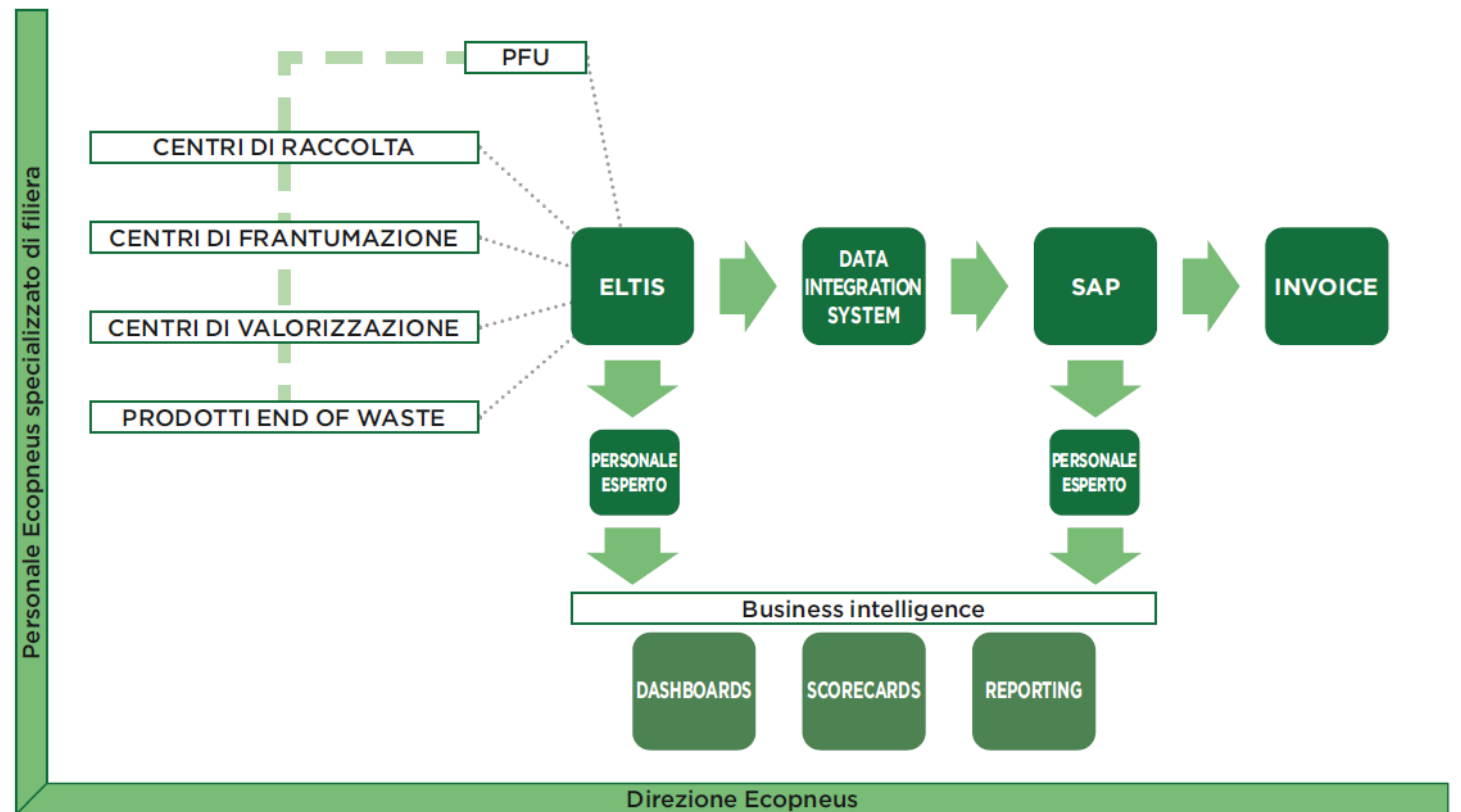 PFU
CENTRI DI RACCOLTA
CENTRI DI FRANTUMAZIONE
CENTRI DI VALORIZZAZIONE
PRODOTTI END OF WASTE
Personale Ecopneus specializzato di filiera
ELTIS
DATA
INTEGRATION
SYSTEM
SAP
INVOICE
PERSONALE
ESPERTO
PERSONALE
ESPERTO
Business intelligence
DASHBOARDS
SCORECARDS
REPORTING
Direzione Ecopneus